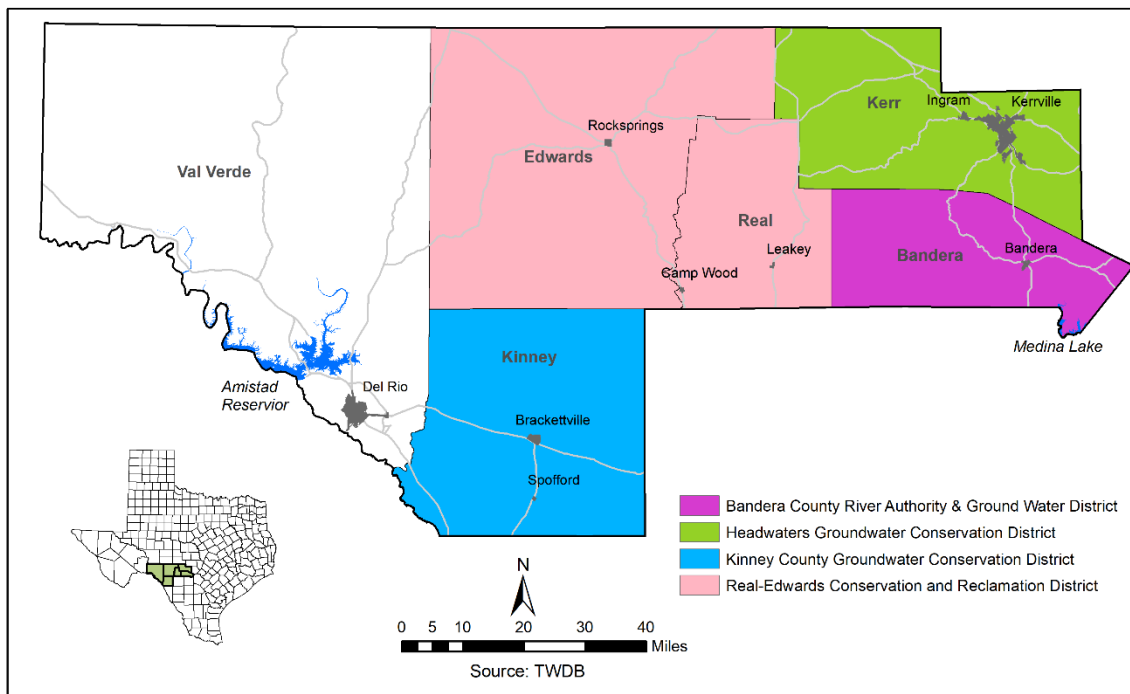 Kerr
Ingram
Kerrville
Rocksprings
Edwards
Val Verde
Real
Leakey
Bandera
Bandera
Camp Wood
Medina Lake
Kinney
Amistad
Reservior
Del Rio
Brackettville
Spofford
Bandera County River Authority & Ground Water District
Headwaters Groundwater Conservation District
Kinney County Groundwater Conservation District
Real-Edwards Conservation and Reclamation District
N
0 5 10 20 30 40
Miles
Source: TWDB